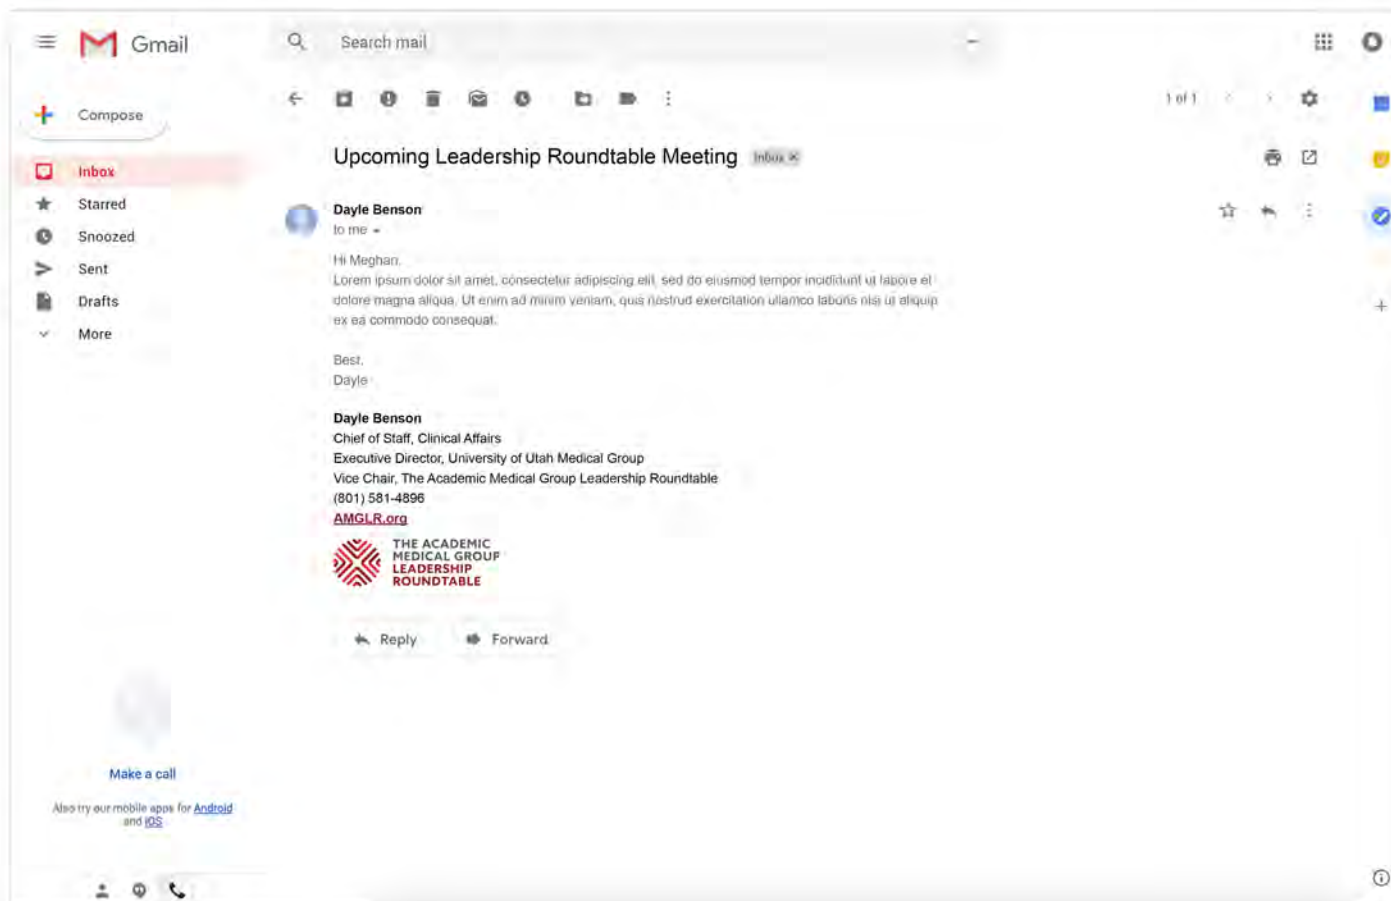 Gmail
Search mail
Compose
1 of 1
Upcoming Leadership Roundtable Meeting
Inbox x
Inbox
Starred
Snoozed
Sent
Drafts
More
Dayle Benson
to me
Hi Meghan,
Lorem ipsum dolor sit amet, consectetur adipiscing elit, sed do eiusmod tempor incididunt ut labore et
dolore magna aliqua. Ut enim ad minim veniam, quis nostrud exercitation ullamco laboris nisi ut aliquip
ex ea commodo consequat.
Best,
Dayle
Dayle Benson
Chief of Staff, Clinical Affairs
Executive Director, University of Utah Medical Group
Vice Chair, The Academic Medical Group Leadership Roundtable
(801) 581-4896
AMGLR.org
THE ACADEMIC
MEDICAL GROUP
LEADERSHIP
ROUNDTABLE
Reply
Forward
Make a call
Also try our mobile apps for Android
and iOS